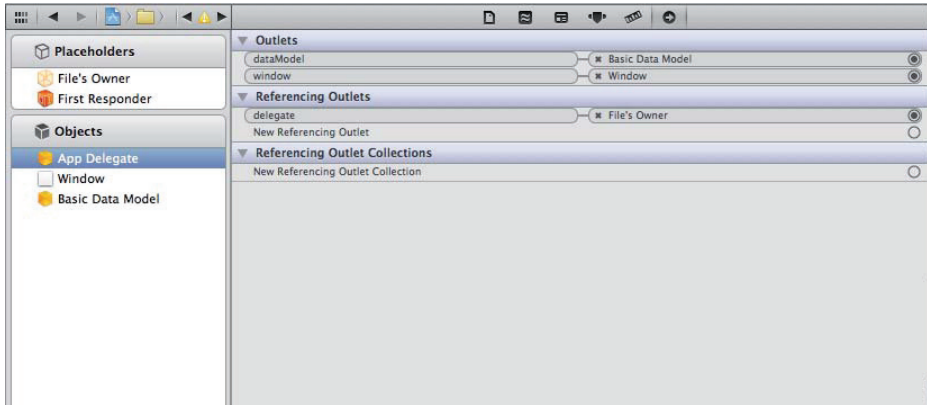 Placeholders
File's Owner
First Responder
Objects
App Delegate
Window
Basic Data Model
Outlets
dataModel Basic Data Model
window Window
Referencing Outlets
delegate File's Owner
New Referencing Outlet
Referencing Outlet Collections
New Referencing Outlet Collection